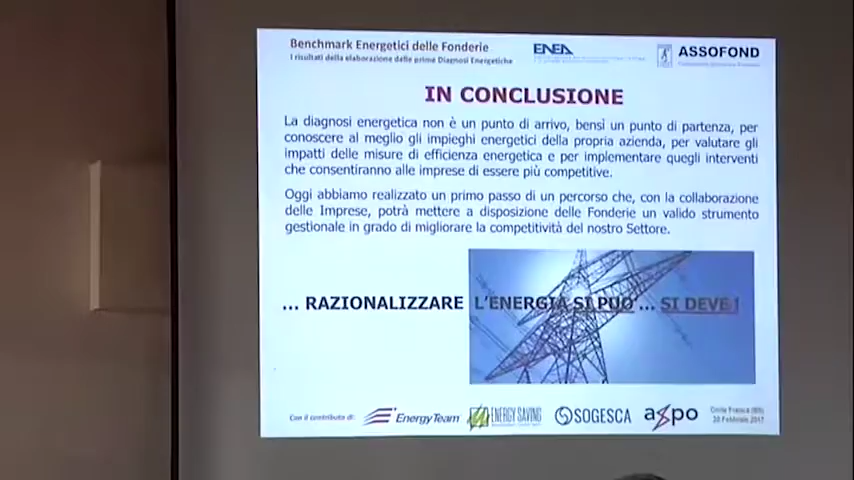 Benchmark Energetici delle Fonderie
I risultati della elaborazione delle prime Diagnosi Energetiche
ENEA
ASSOFOND
IN CONCLUSIONE
La diagnosi energetica non è un punto di arrivo, bensì un punto di partenza, per
conoscere al meglio gli impieghi energetici della propria azienda, per valutare gli
impatti delle misure di efficienza energetica e per implementare quegli interventi
che consentiranno alle imprese di essere più competitive.
Oggi abbiamo realizzato un primo passo di un percorso che, con la collaborazione
delle Imprese, potrà mettere a disposizione delle Fonderie un valido strumento
gestionale in grado di migliorare la competitività del nostro Settore.
... RAZIONALIZZARE L'ENERGIA SI PUO'... SI DEVE!
Con il contributo di: EnergyTeam ENERGY SAVING SOGESCA axpo
20 Febbraio 2017